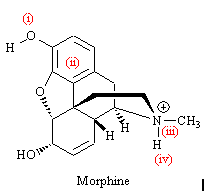 (i)
O
H
(ii)
O
⊕
N—CH₃
(iii)
H
H
H
(iv)
HO
Morphine